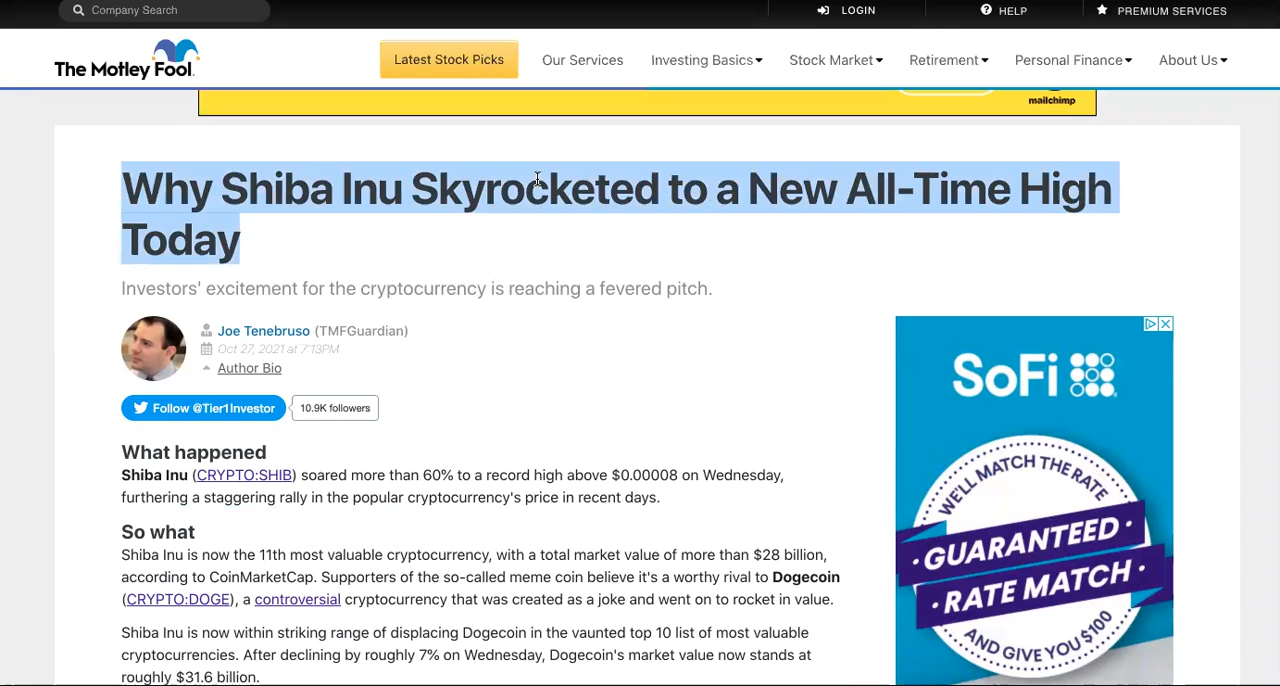 Company Search
LOGIN
HELP
PREMIUM SERVICES
The Motley Fool.
Latest Stock Picks
Our Services
Investing Basics
Stock Market
Retirement
Personal Finance
About Us
mailchimp
Why Shiba Inu Skyrocketed to a New All-Time High
Today
Investors' excitement for the cryptocurrency is reaching a fevered pitch.
Joe Tenebruso (TMFGuardian)
Oct 27, 2021 at 7:13PM
Author Bio
Follow @Tier1Investor
10.9K followers
What happened
Shiba Inu (CRYPTO:SHIB) soared more than 60% to a record high above $0.00008 on Wednesday,
furthering a staggering rally in the popular cryptocurrency's price in recent days.
So what
Shiba Inu is now the 11th most valuable cryptocurrency, with a total market value of more than $28 billion,
according to CoinMarketCap. Supporters of the so-called meme coin believe it's a worthy rival to Dogecoin
(CRYPTO:DOGE), a controversial cryptocurrency that was created as a joke and went on to rocket in value.
Shiba Inu is now within striking range of displacing Dogecoin in the vaunted top 10 list of most valuable
cryptocurrencies. After declining by roughly 7% on Wednesday, Dogecoin's market value now stands at
roughly $31.6 billion.
SoFi
WE'LL MATCH THE RATE
GUARANTEED
RATE MATCH
AND GIVE YOU $100